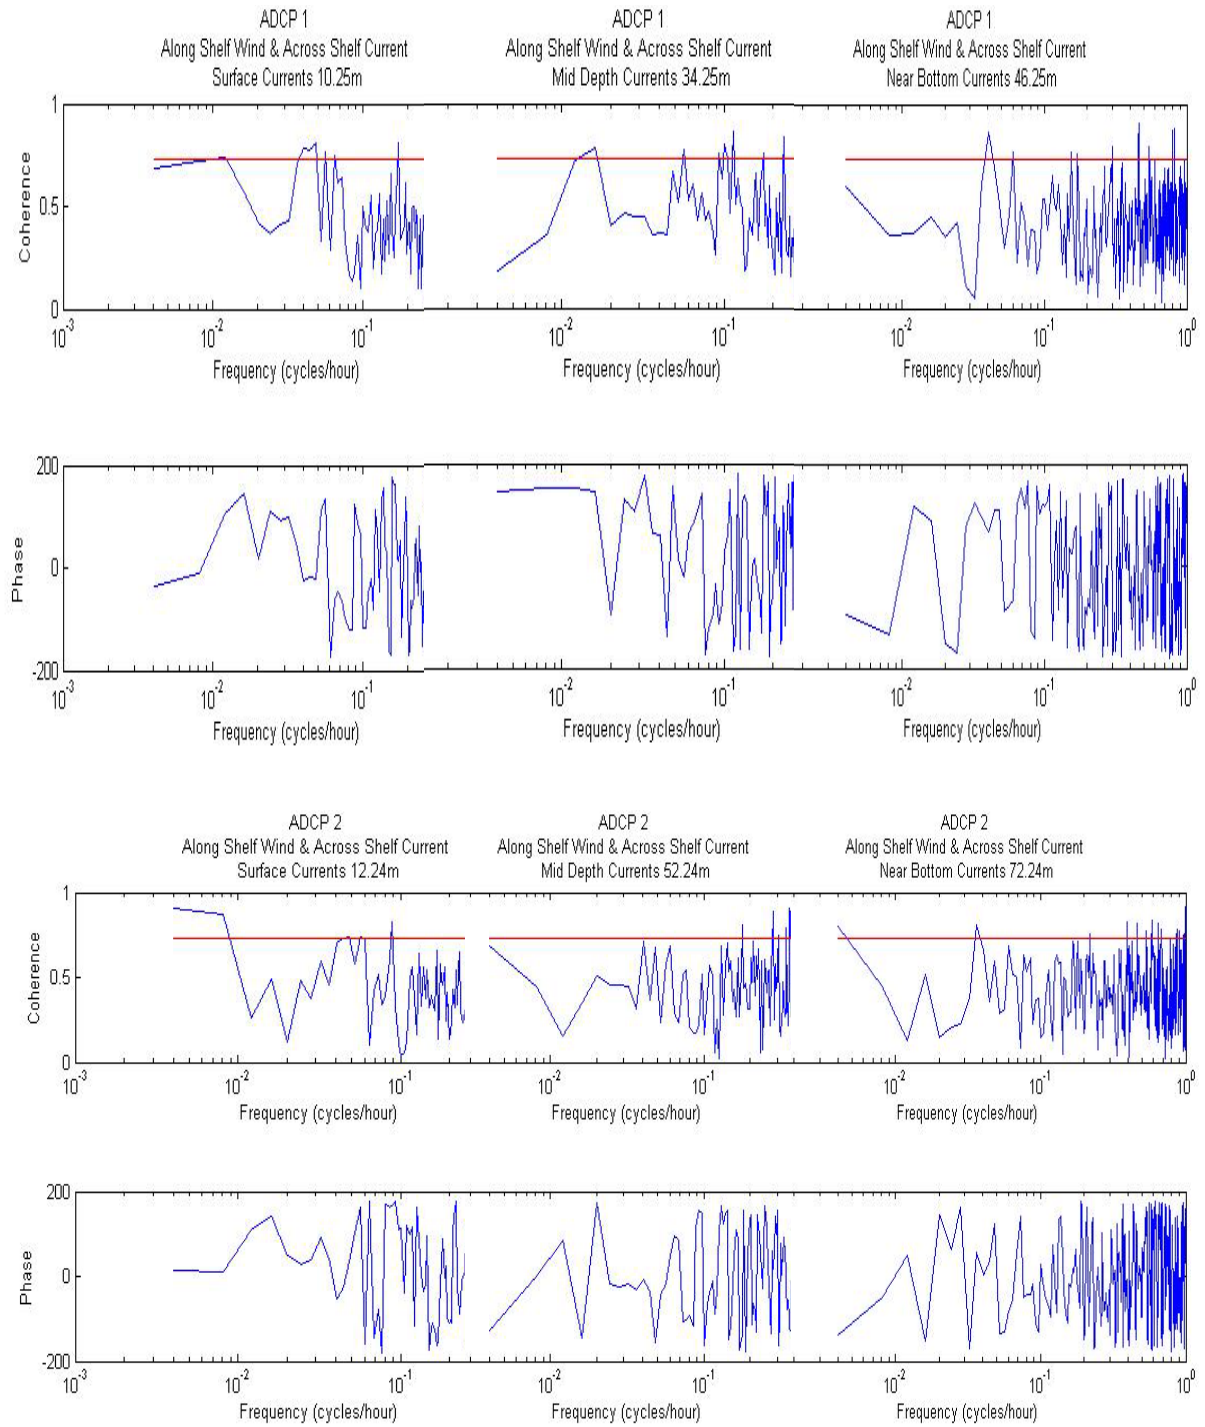 ADCP 1
Along Shelf Wind & Across Shelf Current
Surface Currents 10.25m
ADCP 1
Along Shelf Wind & Across Shelf Current
Mid Depth Currents 34.25m
ADCP 1
Along Shelf Wind & Across Shelf Current
Near Bottom Currents 46.25m
Coherence
1
0.5
0
10^-3
10^-2
10^-1
10^-2
10^-1
10^-2
10^-1
10^0
Frequency (cycles/hour)
Frequency (cycles/hour)
Frequency (cycles/hour)
Phase
200
0
-200
10^-3
10^-2
10^-1
10^-2
10^-1
10^-2
10^-1
10^0
Frequency (cycles/hour)
Frequency (cycles/hour)
Frequency (cycles/hour)
ADCP 2
Along Shelf Wind & Across Shelf Current
Surface Currents 12.24m
ADCP 2
Along Shelf Wind & Across Shelf Current
Mid Depth Currents 52.24m
ADCP 2
Along Shelf Wind & Across Shelf Current
Near Bottom Currents 72.24m
Coherence
1
0.5
0
10^-3
10^-2
10^-1
10^-2
10^-1
10^-2
10^-1
10^0
Frequency (cycles/hour)
Frequency (cycles/hour)
Frequency (cycles/hour)
Phase
200
0
-200
10^-3
10^-2
10^-1
10^-2
10^-1
10^-2
10^-1
10^0
Frequency (cycles/hour)
Frequency (cycles/hour)
Frequency (cycles/hour)